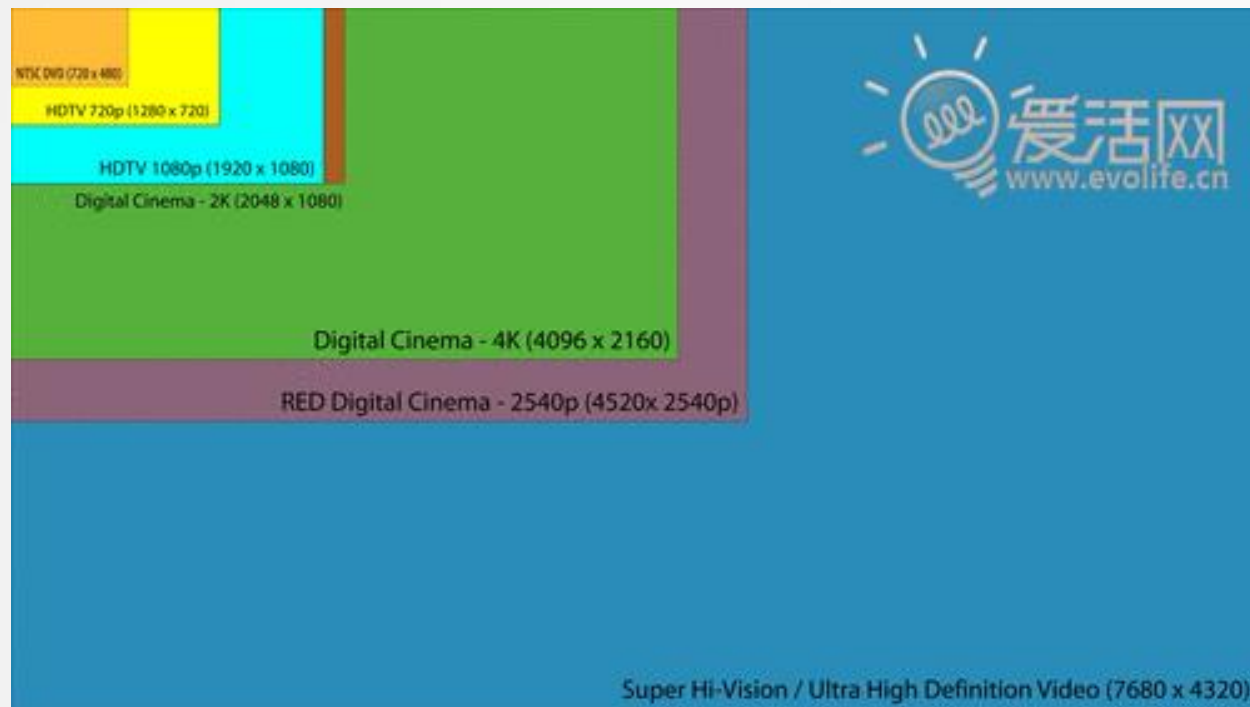 NTSC DVD (720 x 480)
HDTV 720p (1280 x 720)
HDTV 1080p (1920 x 1080)
Digital Cinema - 2K (2048 x 1080)
Digital Cinema - 4K (4096 x 2160)
RED Digital Cinema - 2540p (4520x 2540p)
Super Hi-Vision / Ultra High Definition Video (7680 x 4320)
爱活网
www.evolife.cn